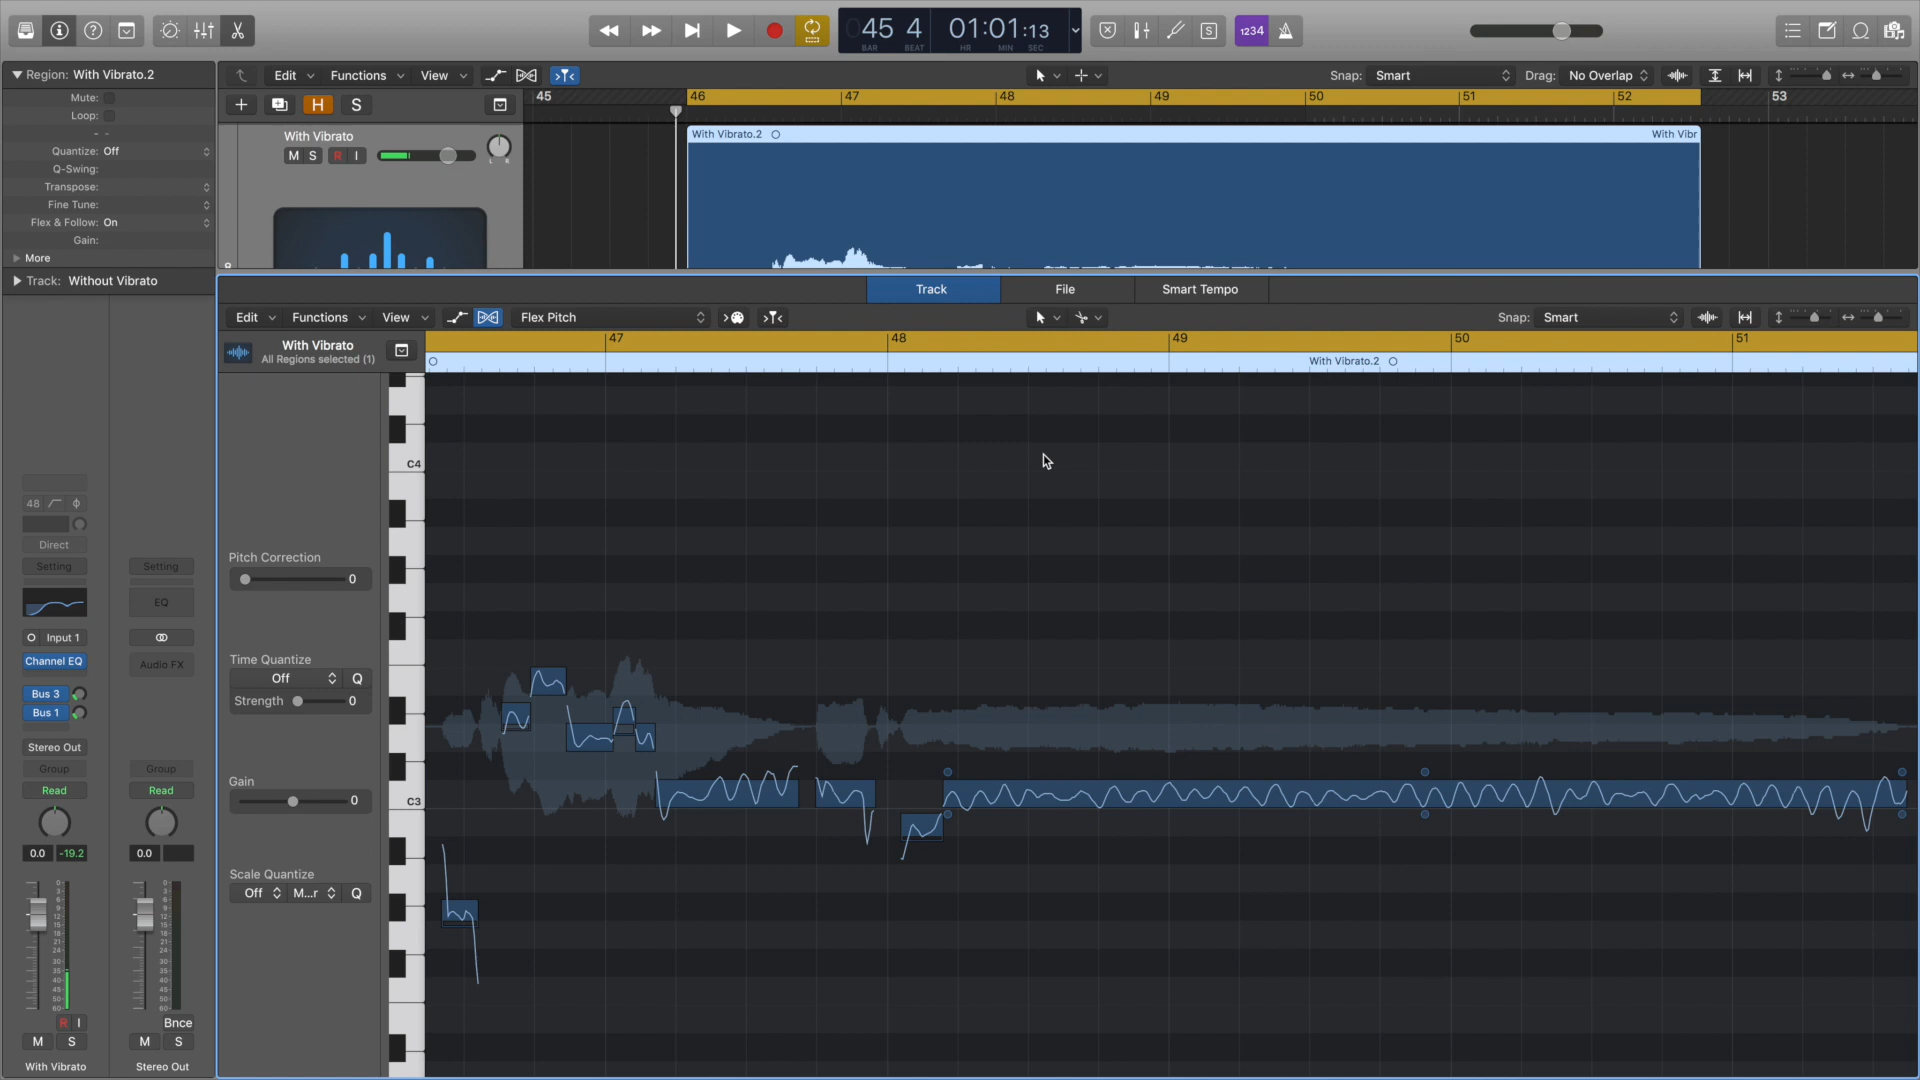 45 4 01:01:13
BAR BEAT HR MIN SEC
1234
Region: With Vibrato.2
Mute:
Loop:
- -
Quantize: Off
Q-Swing:
Transpose:
Fine Tune:
Flex & Follow: On
Gain:
More
Track: Without Vibrato
Edit Functions View
Snap: Smart
Drag: No Overlap
H S
45 46 47 48 49 50 51 52 53
With Vibrato
M S R I
L R
With Vibrato.2
With Vibr
Track File Smart Tempo
Edit Functions View
Flex Pitch
Snap: Smart
With Vibrato
All Regions selected (1)
47 48 49 50 51
With Vibrato.2
C4
C3
Pitch Correction
0
Time Quantize
Off Q
Strength 0
Gain
0
Scale Quantize
Off M...r Q
48
Direct
Setting Setting
EQ
Input 1
Channel EQ
Audio FX
Bus 3
Bus 1
Stereo Out
Group Group
Read Read
0.0 -19.2 0.0
R I
Bnce
M S M S
With Vibrato Stereo Out